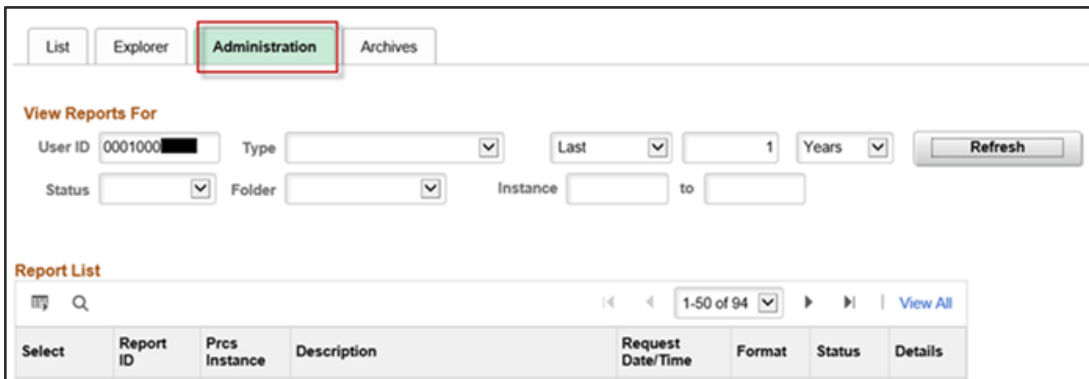 List Explorer Administration Archives
View Reports For
User ID 0001000 Type Last 1 Years Refresh
Status Folder Instance to
Report List
1-50 of 94 | View All
Select Report ID Prcs Instance Description Request Date/Time Format Status Details